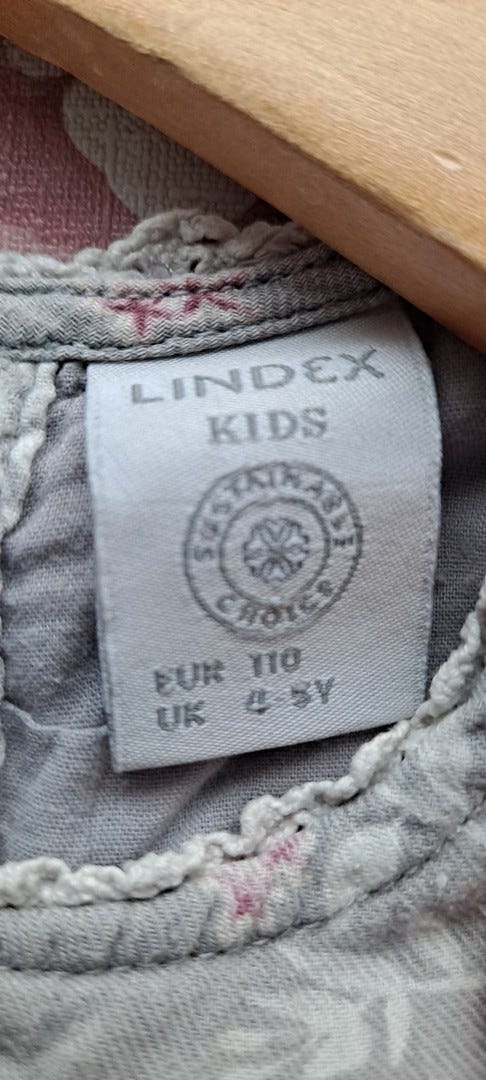 LINDEX
KIDS
SUSTAINABLE
CHOICE
EUR 110
UK 4-5Y